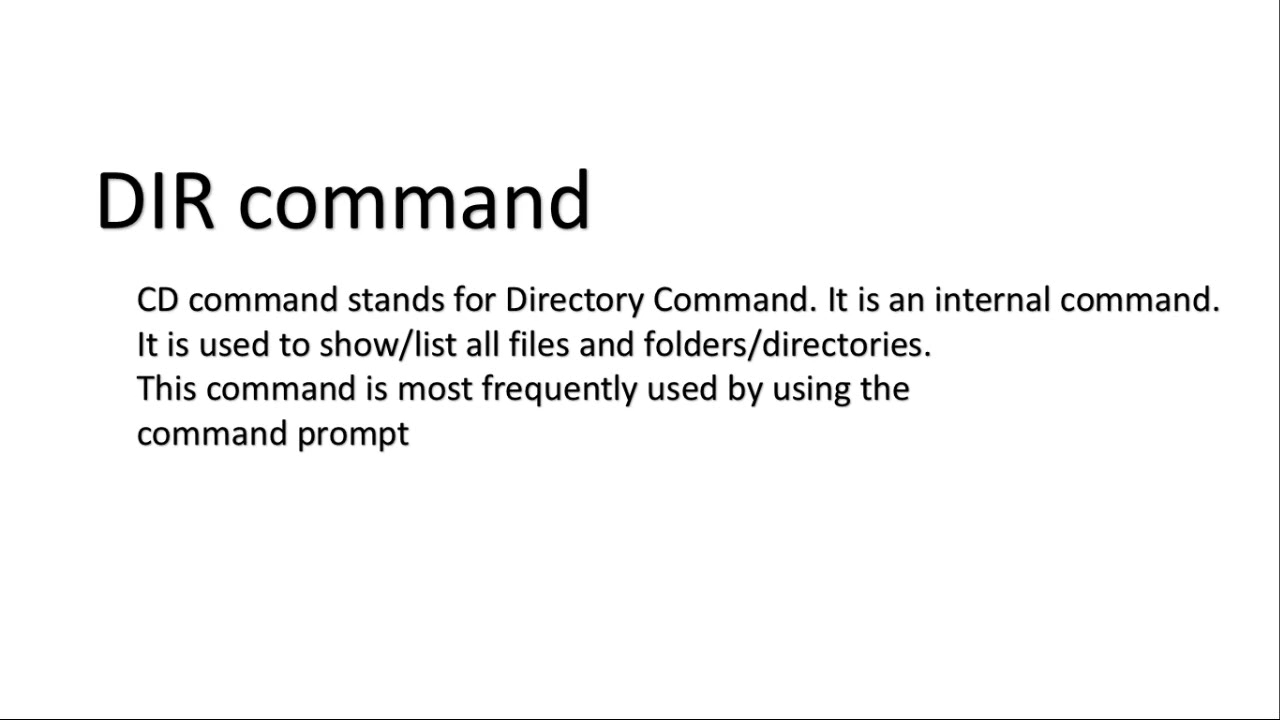 DIR command
CD command stands for Directory Command. It is an internal command.
It is used to show/list all files and folders/directories.
This command is most frequently used by using the
command prompt